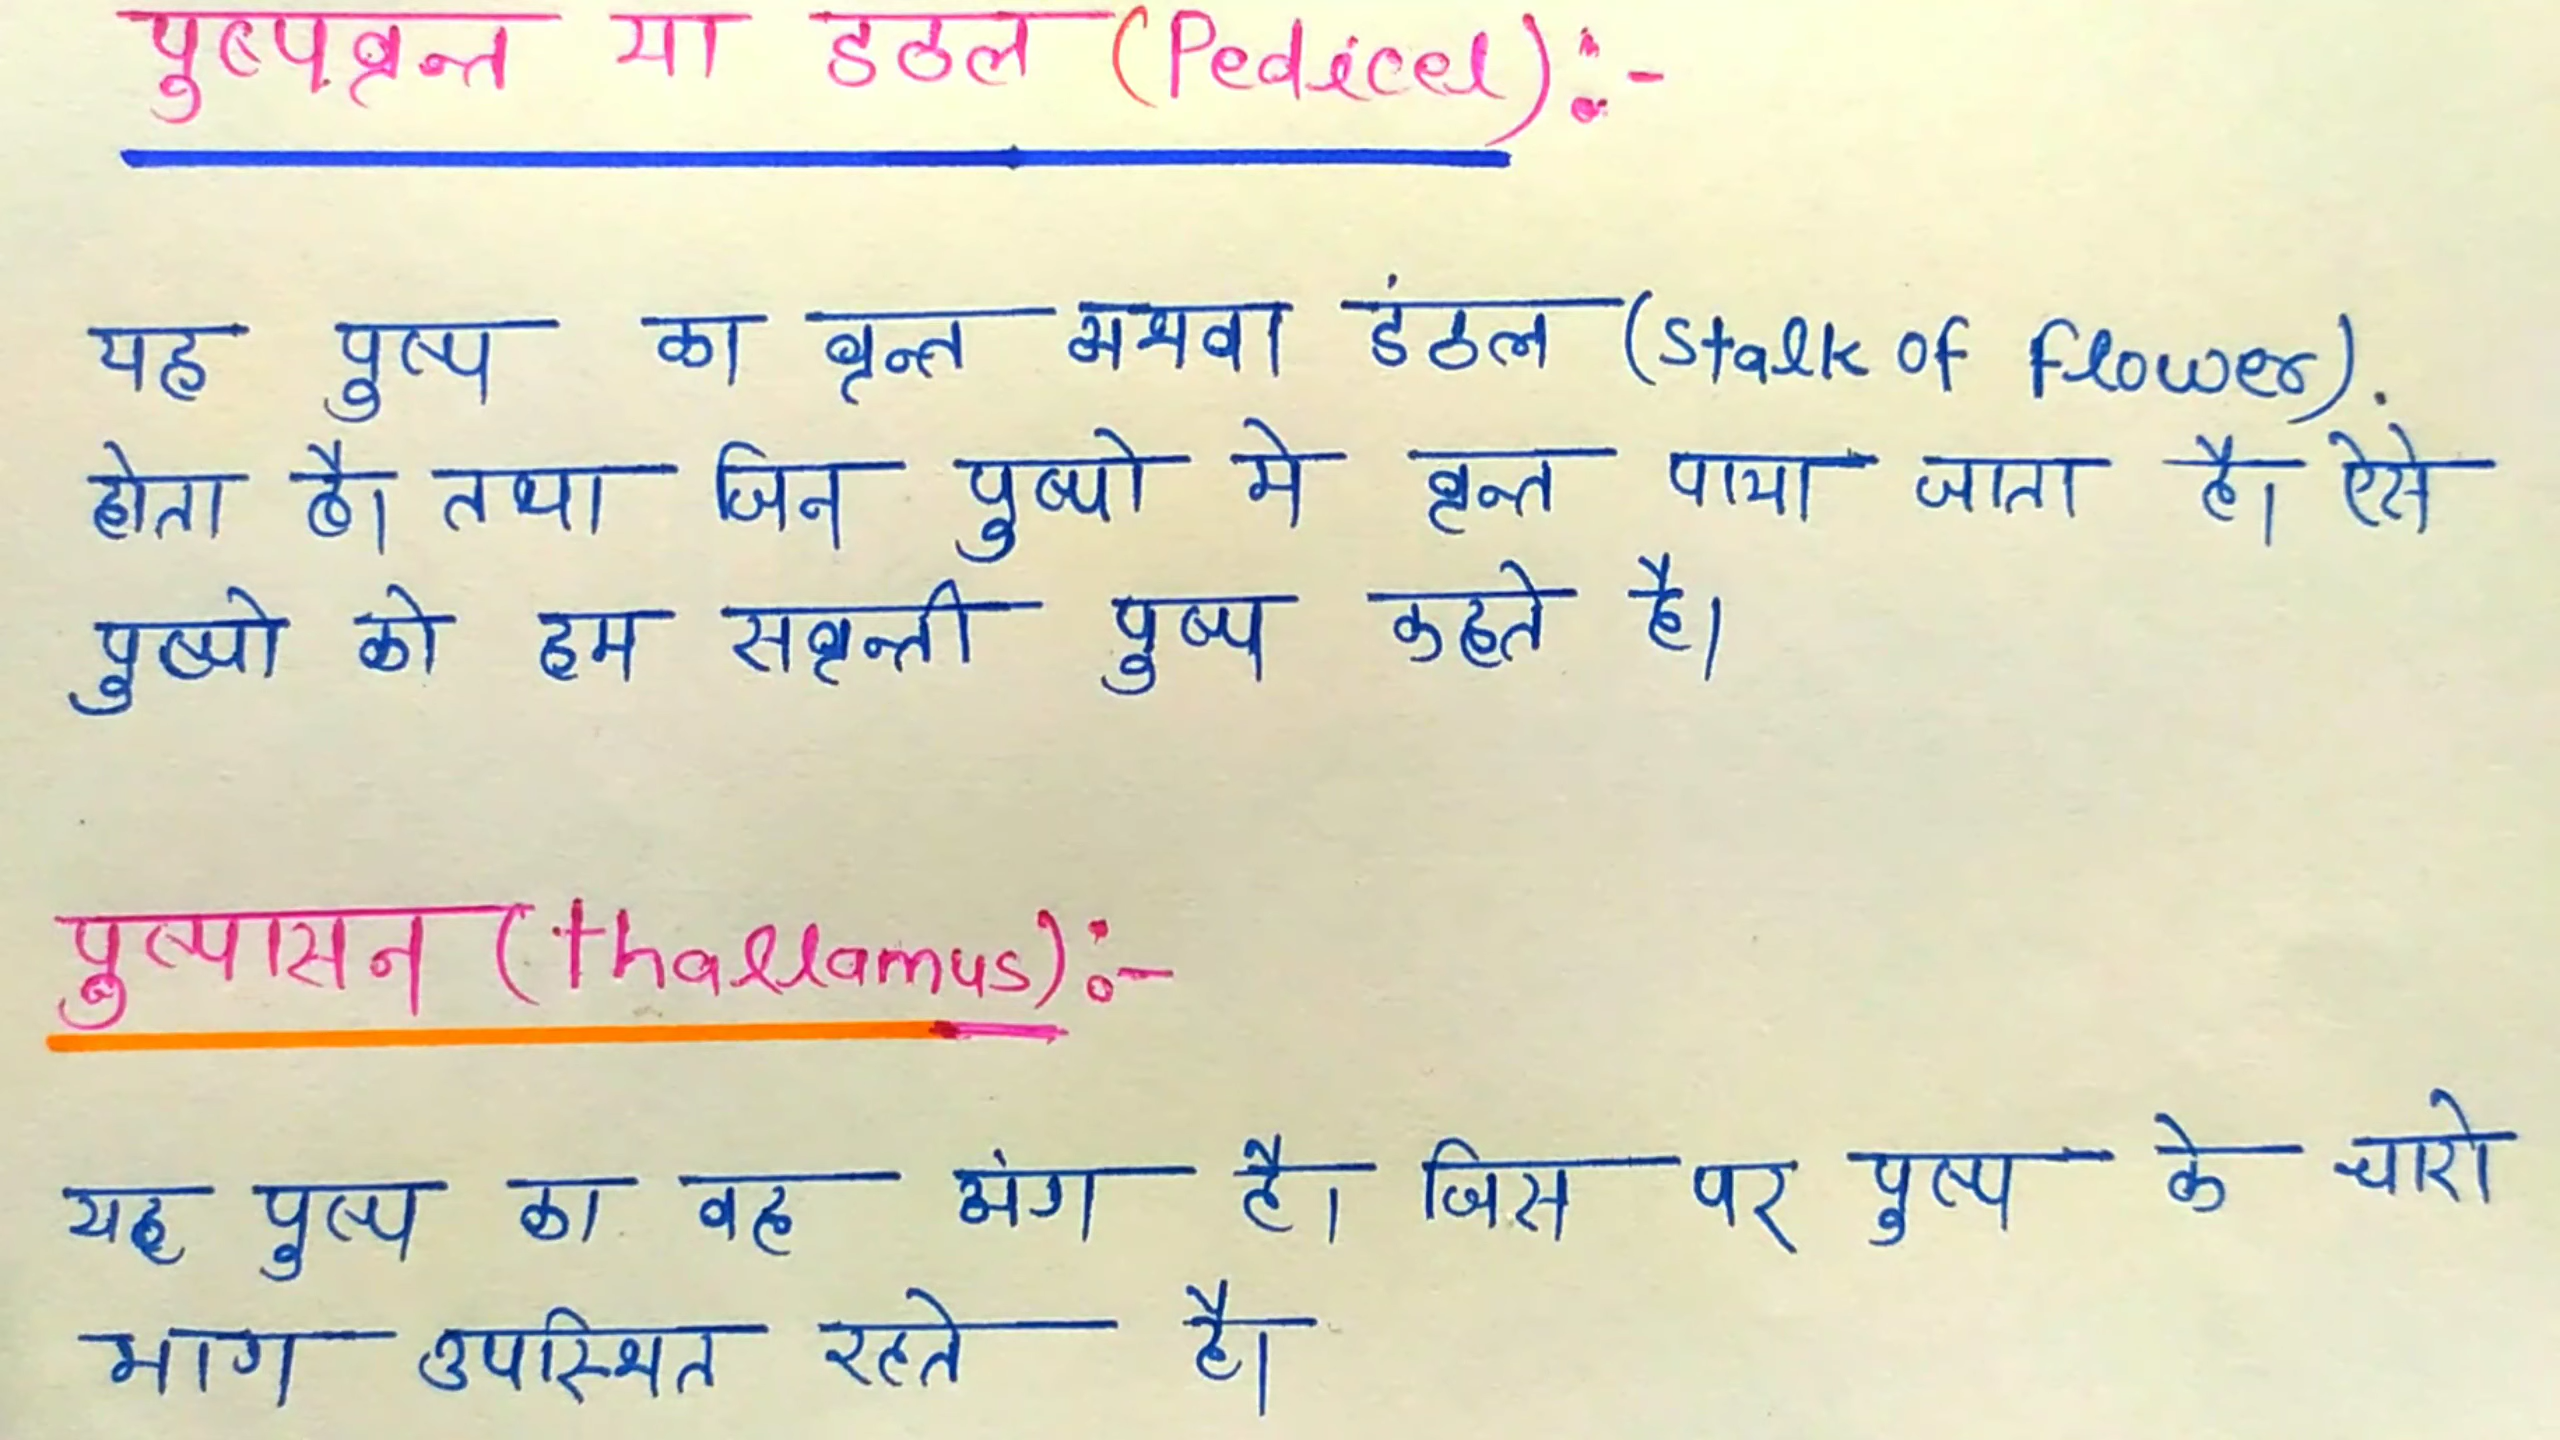 पुष्पवृन्त या डठल (Pedicel):-
यह पुष्प का वृन्त अथवा डंठल (Stalk of flower).
होता है। तथा जिन पुष्पो मे वृन्त पाया जाता है। ऐसे
पुष्पो को हम सवृन्ती पुष्प कहते है।
पुष्पासन (thallamus):-
यह पुष्प का वह अंग है। जिस पर पुष्प के चारो
भाग उपस्थित रहते है।